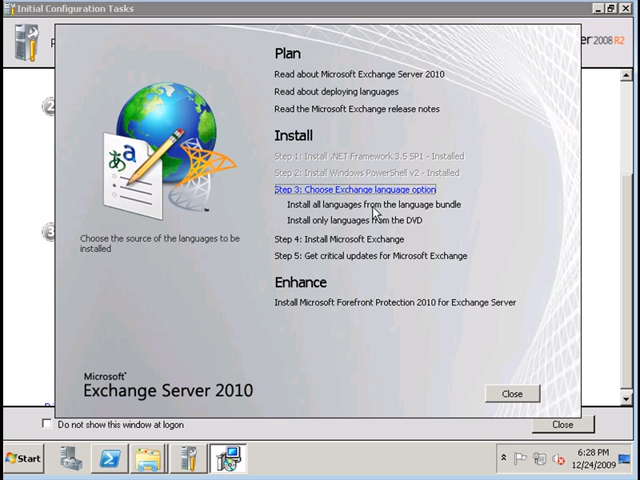 Initial Configuration Tasks
er 2008 R2
Plan
Read about Microsoft Exchange Server 2010
Read about deploying languages
Read the Microsoft Exchange release notes
Install
Step 1: Install .NET Framework 3.5 SP1 - Installed
Step 2: Install Windows PowerShell v2 - Installed
Step 3: Choose Exchange language option
Install all languages from the language bundle
Install only languages from the DVD
Choose the source of the languages to be
installed
Step 4: Install Microsoft Exchange
Step 5: Get critical updates for Microsoft Exchange
Enhance
Install Microsoft Forefront Protection 2010 for Exchange Server
Microsoft®
Exchange Server 2010
Close
Do not show this window at logon
Close
Start
6:28 PM
12/24/2009